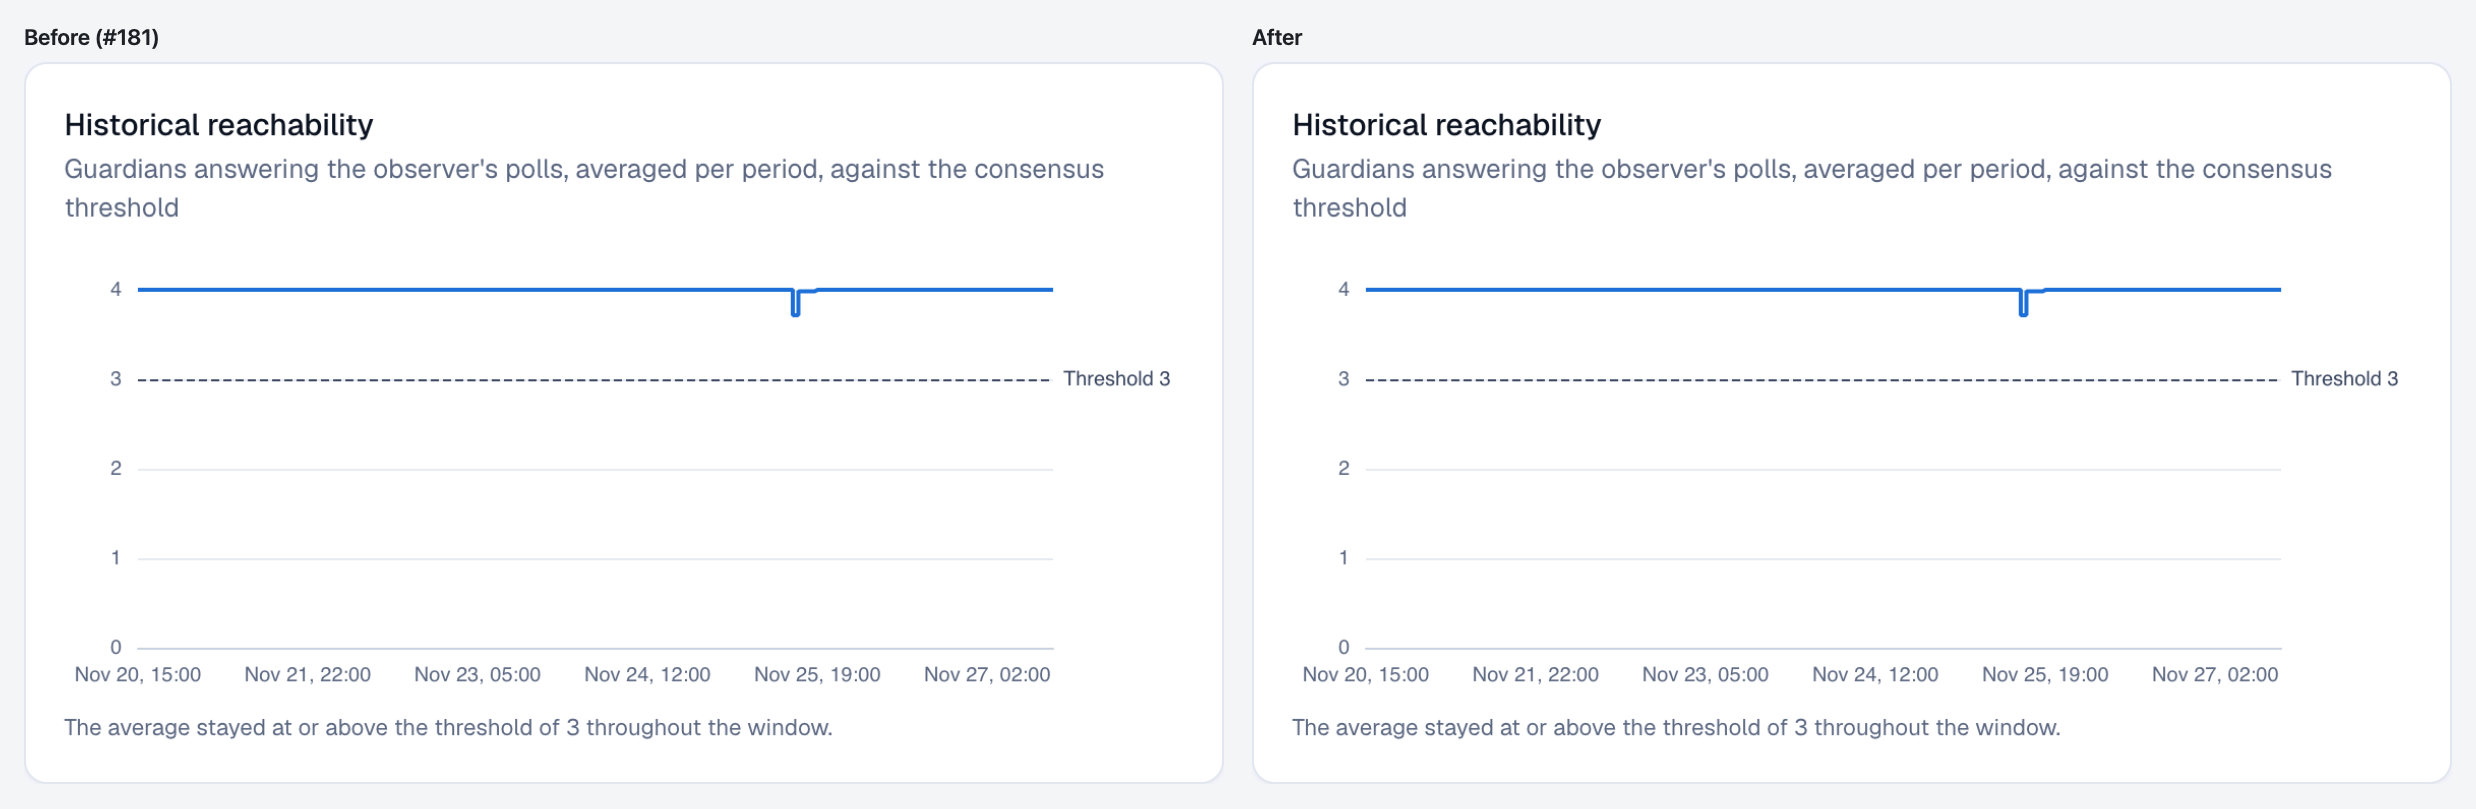 Before (#181)
Historical reachability
Guardians answering the observer's polls, averaged per period, against the consensus
threshold
4
3
Threshold 3
2
1
0
Nov 20, 15:00
Nov 21, 22:00
Nov 23, 05:00
Nov 24, 12:00
Nov 25, 19:00
Nov 27, 02:00
The average stayed at or above the threshold of 3 throughout the window.
After
Historical reachability
Guardians answering the observer's polls, averaged per period, against the consensus
threshold
4
3
Threshold 3
2
1
0
Nov 20, 15:00
Nov 21, 22:00
Nov 23, 05:00
Nov 24, 12:00
Nov 25, 19:00
Nov 27, 02:00
The average stayed at or above the threshold of 3 throughout the window.